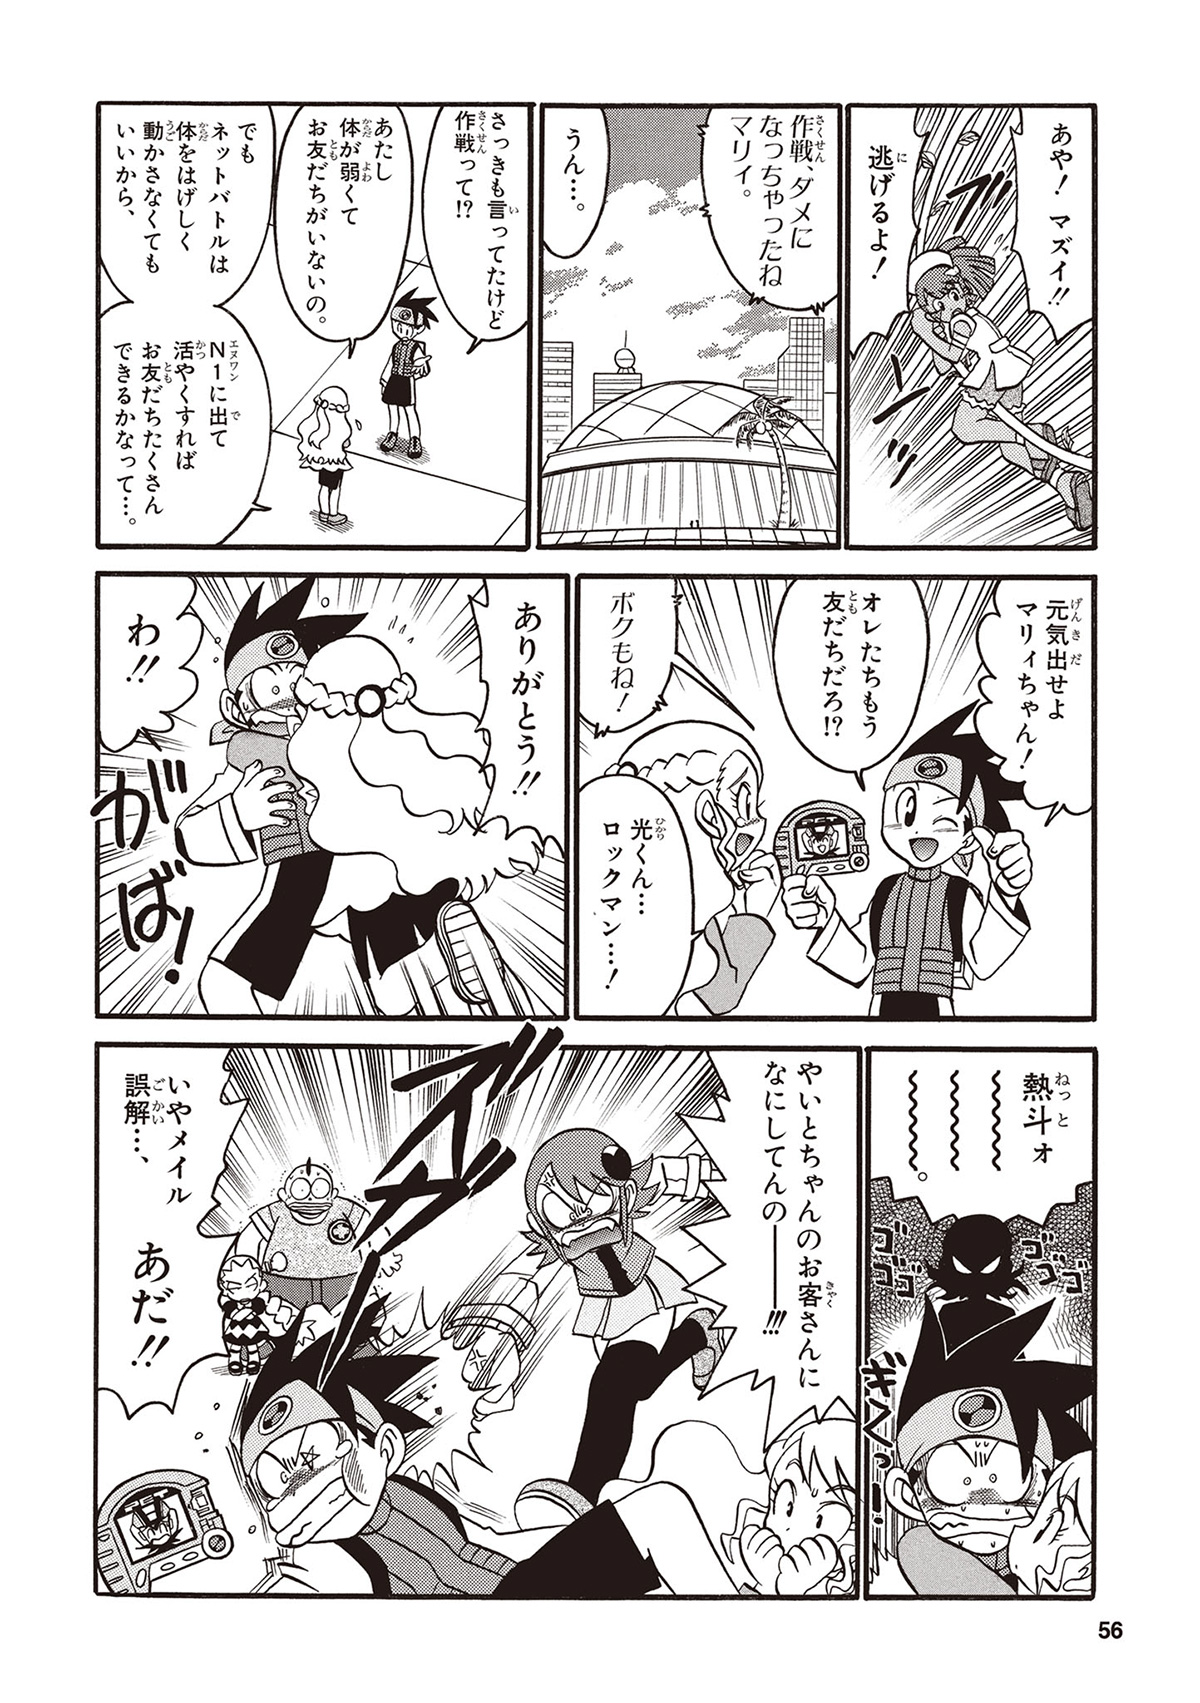 あや！マズイ!!
逃げるよ！
作戦、ダメに
なっちゃったね
マリィ。
うん…。
さっきも言ってたけど
作戦って!?
あたし
体が弱くて
お友だちがいないの。
でも
ネットバトルは
体をはげしく
動かさなくても
いいから、
N1に出て
活やくすれば
お友だちたくさん
できるかなって…。
元気出せよ
マリィちゃん！
オレたちもう
友だちだろ!?
ボクもね！
光くん…
ロックマン…！
ありがとう!!
わ!!
がばっ！
熱斗ォ
〜〜〜〜
〜〜〜〜。
ゴゴゴ
ゴゴゴ
ギクっ！
やいとちゃんのお客さんに
なにしてんの――!!!
ズガッ
いやメイル
誤解…、
あだ!!
56